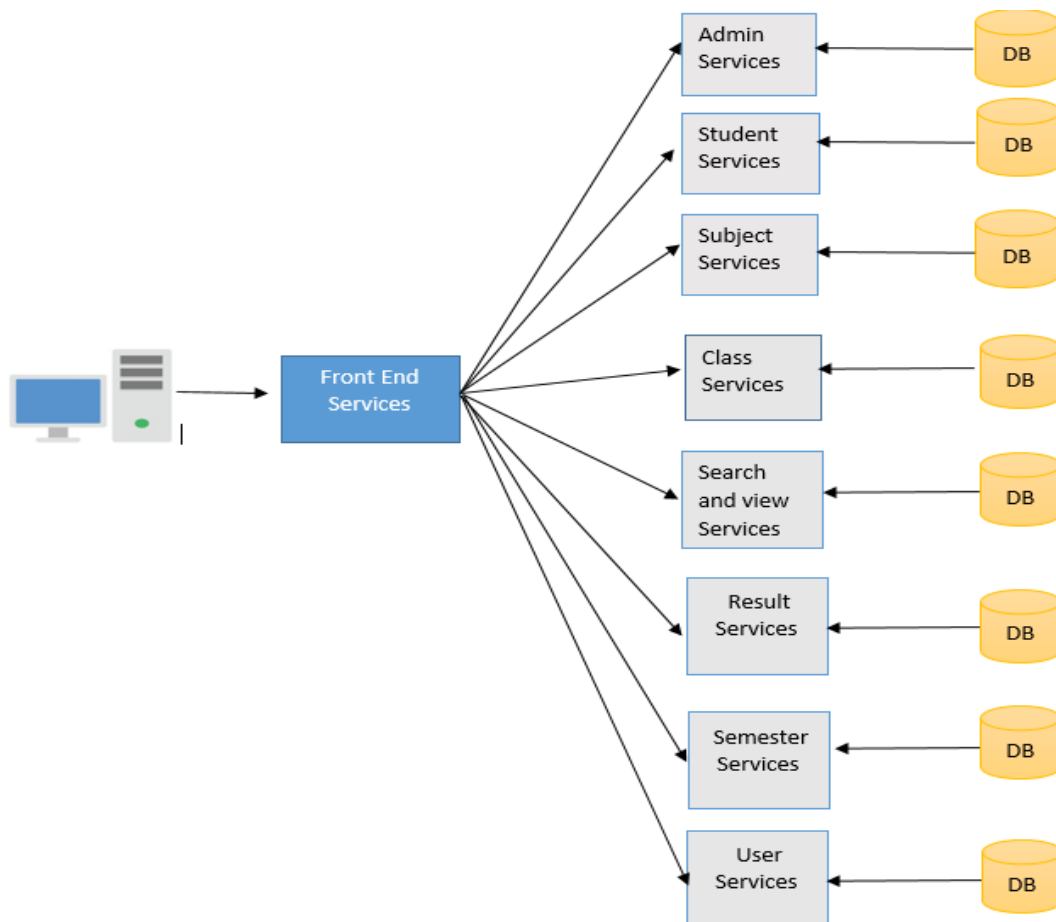 Admin
Services
DB
Student
Services
DB
Subject
Services
DB
Front End
Services
Class
Services
DB
Search
and view
Services
DB
Result
Services
DB
Semester
Services
DB
User
Services
DB